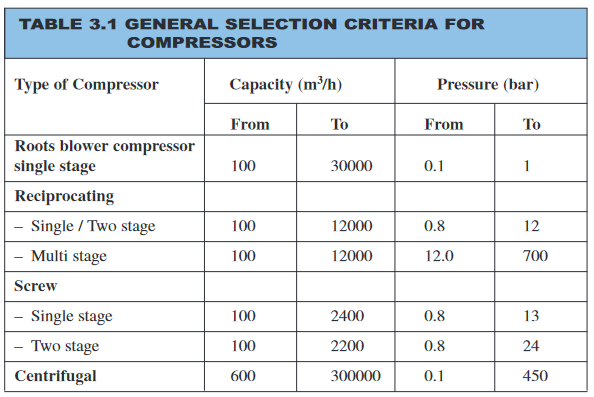 TABLE 3.1 GENERAL SELECTION CRITERIA FOR
COMPRESSORS
Type of Compressor Capacity (m³/h) Pressure (bar)
From To From To
Roots blower compressor
single stage 100 30000 0.1 1
Reciprocating
– Single / Two stage 100 12000 0.8 12
– Multi stage 100 12000 12.0 700
Screw
– Single stage 100 2400 0.8 13
– Two stage 100 2200 0.8 24
Centrifugal 600 300000 0.1 450